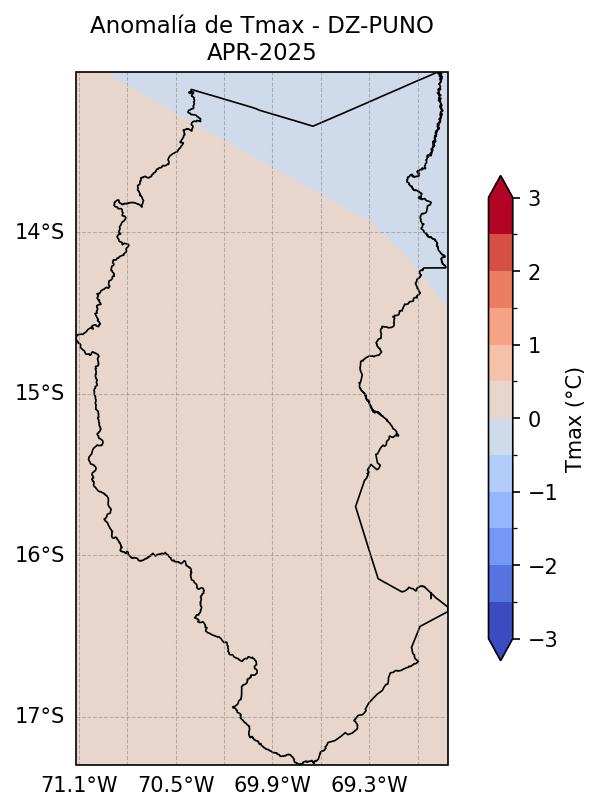 Anomalía de Tmax - DZ-PUNO
APR-2025
14°S
15°S
16°S
17°S
71.1°W 70.5°W 69.9°W 69.3°W
3
2
1
0
−1
−2
−3
Tmax (°C)